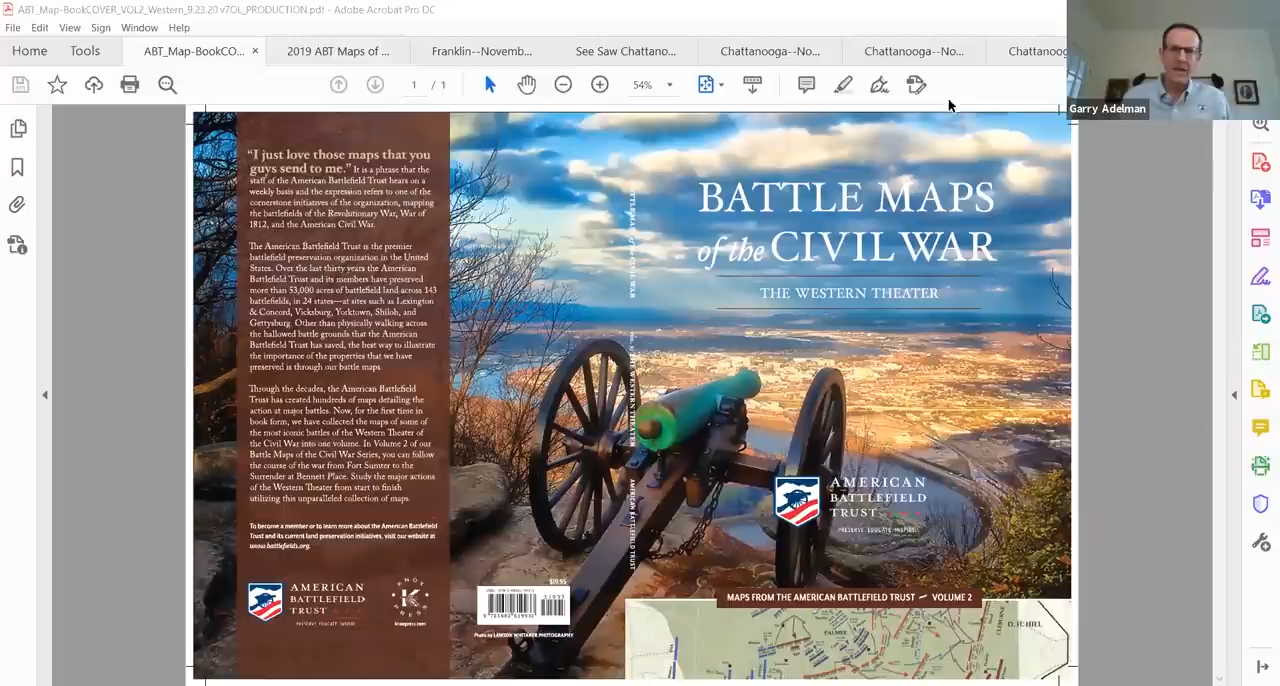 ABT_Map-BookCOVER_VOL2_Western_9.23.20 v7OL_PRODUCTION.pdf - Adobe Acrobat Pro DC
File Edit View Sign Window Help
Home Tools ABT_Map-BookCO... × 2019 ABT Maps of ... Franklin--Novemb... See Saw Chattano... Chattanooga--No... Chattanooga--No... Chattanoog
1 / 1 54%
Garry Adelman
"I just love those maps that you
guys send to me." It is a phrase that the
staff of the American Battlefield Trust hears on a
weekly basis and the expression refers to one of the
cornerstone initiatives of the organization, mapping
the battlefields of the Revolutionary War, War of
1812, and the American Civil War.
The American Battlefield Trust is the premier
battlefield preservation organization in the United
States. Over the last thirty years the American
Battlefield Trust and its members have preserved
more than 53,000 acres of battlefield land across 143
battlefields, in 24 states—at sites such as Lexington
& Concord, Vicksburg, Yorktown, Shiloh, and
Gettysburg. Other than physically walking across
the hallowed battle grounds that the American
Battlefield Trust has saved, the best way to illustrate
the importance of the properties that we have
preserved is through our battle maps.
Through the decades, the American Battlefield
Trust has created hundreds of maps detailing the
action at major battles. Now, for the first time in
book form, we have collected the maps of some of
the most iconic battles of the Western Theater of
the Civil War into one volume. In Volume 2 of our
Battle Maps of the Civil War Series, you can follow
the course of the war from Fort Sumter to the
Surrender at Bennett Place. Study the major actions
of the Western Theater from start to finish
utilizing this unparalleled collection of maps.
To become a member or to learn more about the American Battlefield
Trust and its current land preservation initiatives, visit our website at
www.battlefields.org.
AMERICAN
BATTLEFIELD
TRUST
PRESERVE. EDUCATE. INSPIRE.
KNOX
K
PRESS
knoxpress.com
$19.95
Photo by LAWSON WHITAKER PHOTOGRAPHY
THE WESTERN THEATER
AMERICAN BATTLEFIELD TRUST
BATTLE MAPS
of the CIVIL WAR
THE WESTERN THEATER
AMERICAN
BATTLEFIELD
TRUST
PRESERVE. EDUCATE. INSPIRE.
MAPS FROM THE AMERICAN BATTLEFIELD TRUST — VOLUME 2
PALMER
CLEBURNE
D. H. HILL